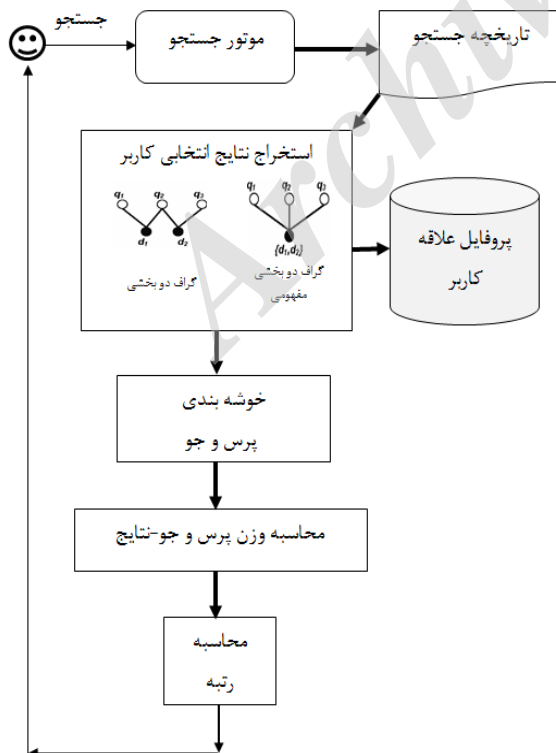 جستجو
موتور جستجو
تاریخچه جستجو
استخراج نتایج انتخابی کاربر
q1 q2 q3
d1 d2
گراف دوبخشی
q1 q2 q3
{d1,d2}
گراف دوبخشی
مفهومی
پروفایل علاقه
کاربر
خوشه بندی
پرس و جو
محاسبه وزن پرس و جو-نتایج
محاسبه
رتبه
Archiv